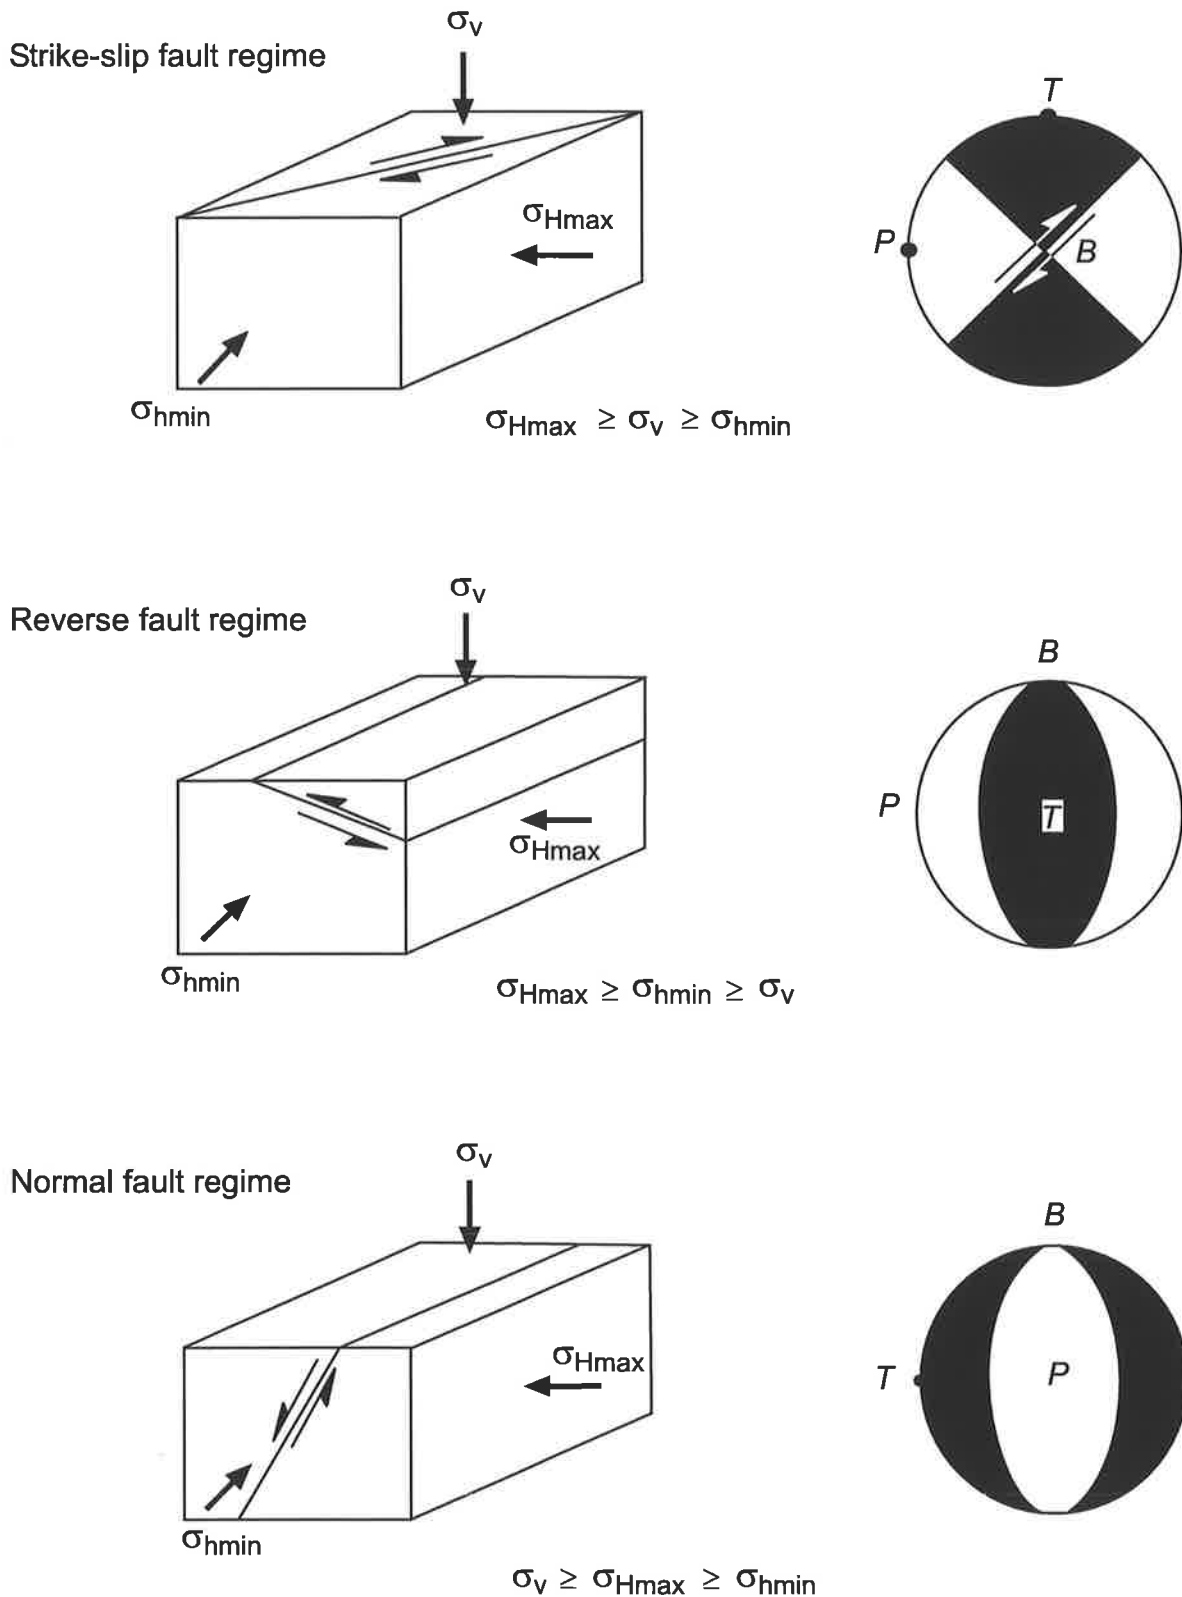 σv
Strike-slip fault regime
T
σHmax
P
B
σhmin
σHmax ≥ σv ≥ σhmin
σv
Reverse fault regime
B
P
T
σHmax
σhmin
σHmax ≥ σhmin ≥ σv
σv
Normal fault regime
B
σHmax
T
P
σhmin
σv ≥ σHmax ≥ σhmin